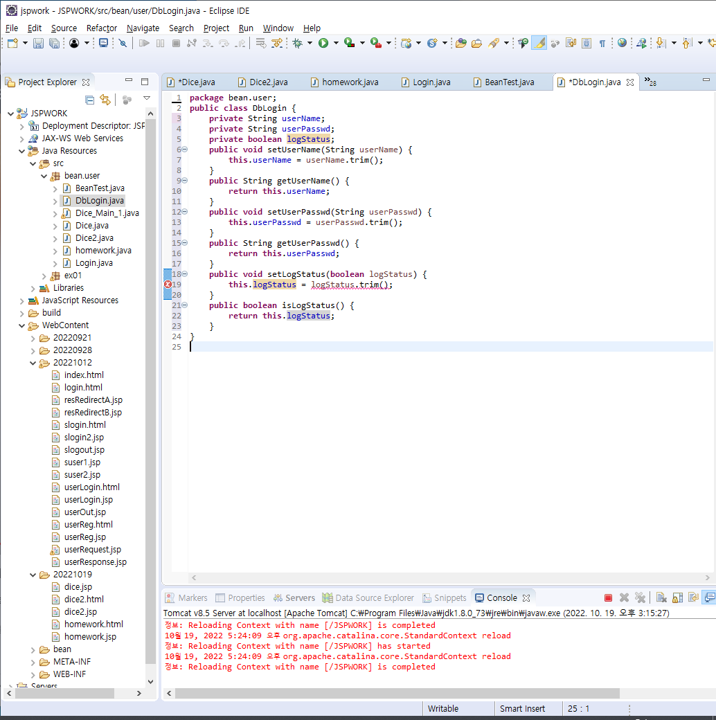 jspwork - JSPWORK/src/bean/user/DbLogin.java - Eclipse IDE
File Edit Source Refactor Navigate Search Project Run Window Help
Project Explorer
*Dice.java Dice2.java homework.java Login.java BeanTest.java *DbLogin.java »28
JSPWORK
Deployment Descriptor: JSP
JAX-WS Web Services
Java Resources
src
bean.user
BeanTest.java
DbLogin.java
Dice_Main_1.java
Dice.java
Dice2.java
homework.java
Login.java
ex01
Libraries
JavaScript Resources
build
WebContent
20220921
20220928
20221012
index.html
login.html
resRedirectA.jsp
resRedirectB.jsp
slogin.html
slogin2.jsp
slogout.jsp
suser1.jsp
suser2.jsp
userLogin.html
userLogin.jsp
userOut.jsp
userReg.html
userReg.jsp
userRequest.jsp
userResponse.jsp
20221019
dice.jsp
dice2.html
dice2.jsp
homework.html
homework.jsp
bean
META-INF
WEB-INF
Servers
1 package bean.user;
2 public class DbLogin {
3 private String userName;
4 private String userPasswd;
5 private boolean logStatus;
6 public void setUserName(String userName) {
7 this.userName = userName.trim();
8 }
9 public String getUserName() {
10 return this.userName;
11 }
12 public void setUserPasswd(String userPasswd) {
13 this.userPasswd = userPasswd.trim();
14 }
15 public String getUserPasswd() {
16 return this.userPasswd;
17 }
18 public void setLogStatus(boolean logStatus) {
19 this.logStatus = logStatus.trim();
20 }
21 public boolean isLogStatus() {
22 return this.logStatus;
23 }
24 }
25
Markers Properties Servers Data Source Explorer Snippets Console
Tomcat v8.5 Server at localhost [Apache Tomcat] C:₩Program Files₩Java₩jdk1.8.0_73₩jre₩bin₩javaw.exe (2022. 10. 19. 오후 3:15:27)
정보: Reloading Context with name [/JSPWORK] is completed
10월 19, 2022 5:24:09 오후 org.apache.catalina.core.StandardContext reload
정보: Reloading Context with name [/JSPWORK] has started
10월 19, 2022 5:24:09 오후 org.apache.catalina.core.StandardContext reload
정보: Reloading Context with name [/JSPWORK] is completed
Writable Smart Insert 25 : 1